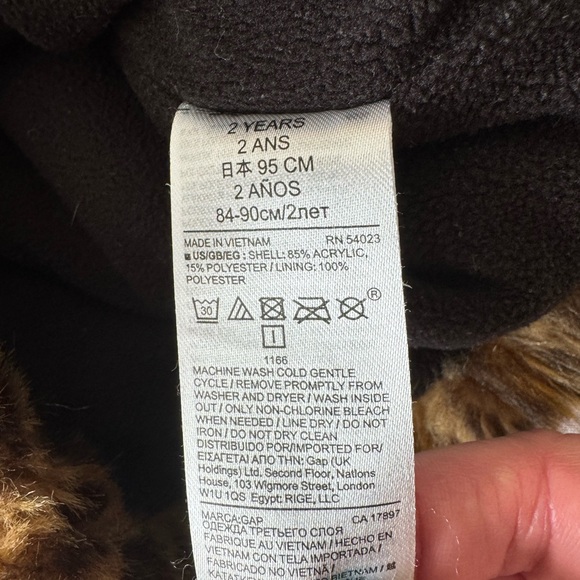 2 YEARS
2 ANS
日本 95 CM
2 AÑOS
84-90см/2лет
MADE IN VIETNAM RN 54023
US/GB/EG : SHELL: 85% ACRYLIC,
15% POLYESTER / LINING: 100%
POLYESTER
30 ®
1166
MACHINE WASH COLD GENTLE
CYCLE / REMOVE PROMPTLY FROM
WASHER AND DRYER / WASH INSIDE
OUT / ONLY NON-CHLORINE BLEACH
WHEN NEEDED / LINE DRY / DO NOT
IRON / DO NOT DRY CLEAN
DISTRIBUIDO POR/IMPORTED FOR/
ΕΙΣΑΓΕΤΑΙ ΑΠΟ ΤΗΝ: Gap (UK
Holdings) Ltd. Second Floor, Nations
House, 103 Wigmore Street, London
W1U 1QS Egypt: RIGE, LLC
МАРСА:GAP CA 17897
ОДЕЖДА ТРЕТЬЕГО СЛОЯ
FABRIQUE AU VIETNAM / HECHO EN
VIETNAM CON TELA IMPORTADA /
FABRICADO NO VIETNÃ /
VIETNAM /